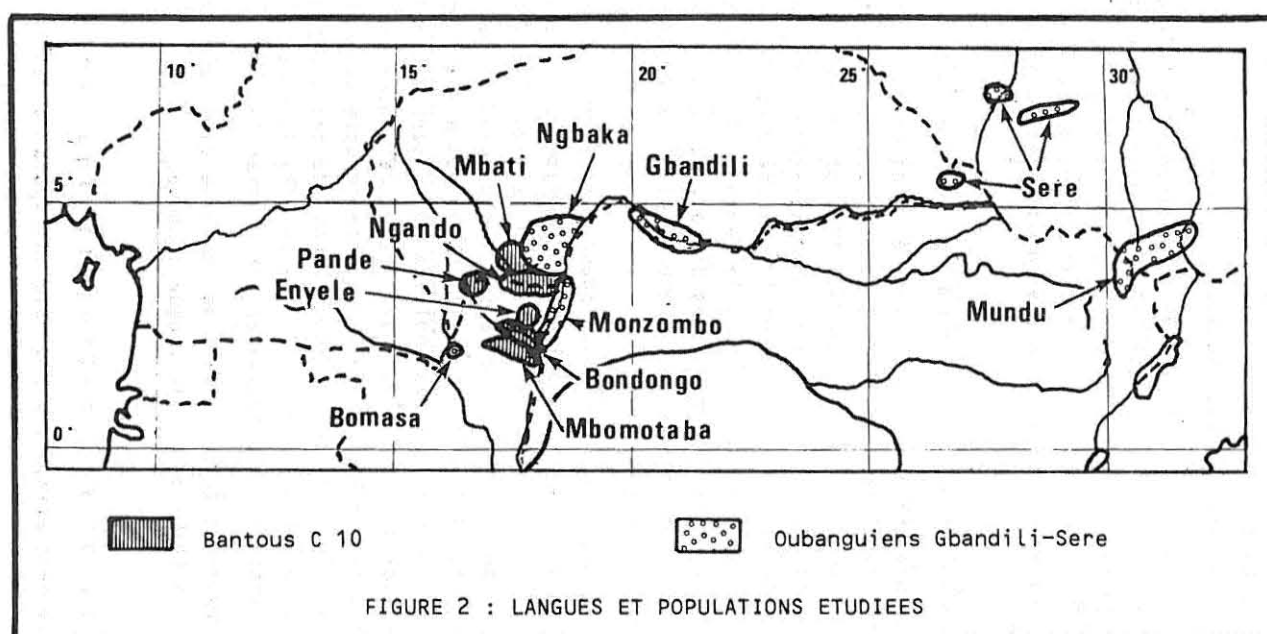 10°
15°
20°
25°
30°
Ngbaka
Mbati
Gbandili
5°
Sere
Ngando
Pande
Enyele
Mundu
Monzombo
Bondongo
Bomasa
Mbomotaba
0°
Bantous C 10
Oubanguiens Gbandili-Sere
FIGURE 2 : LANGUES ET POPULATIONS ETUDIEES